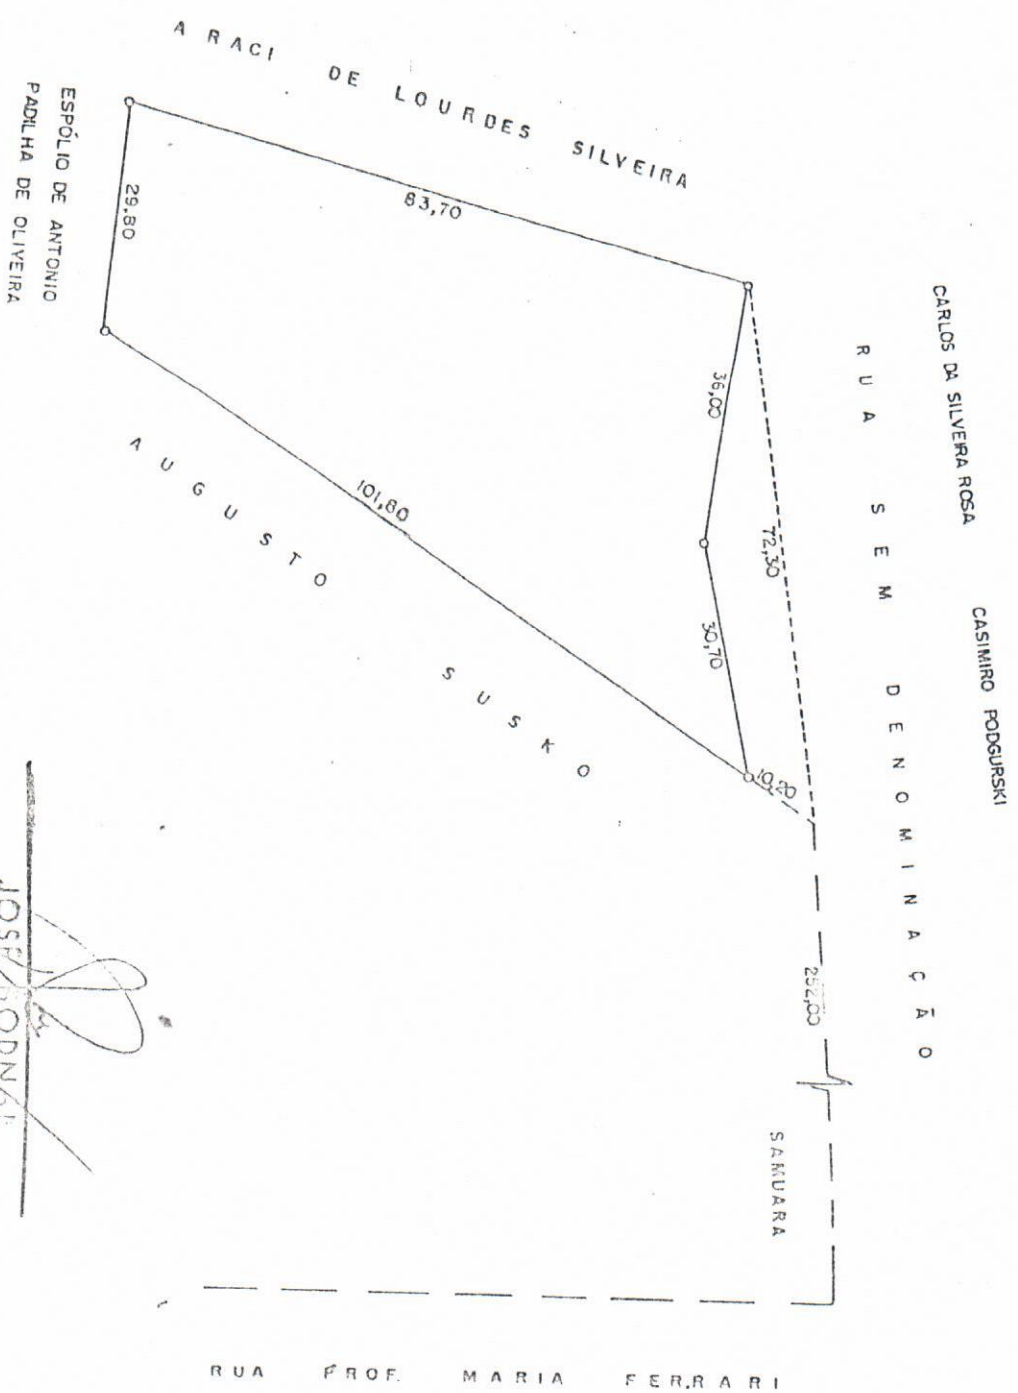 CARLOS DA SILVEIRA ROSA
CASIMIRO PODGURSKI
RUA SEM DENOMINAÇÃO
ARACI DE LOURDES SILVEIRA
83,70
36,00
72,30
30,70
10,20
252,00
SAMUARA
29,80
101,80
AUGUSTO SUSKO
ESPÓLIO DE ANTONIO
PADILHA DE OLIVEIRA
RUA PROF. MARIA FERRARI